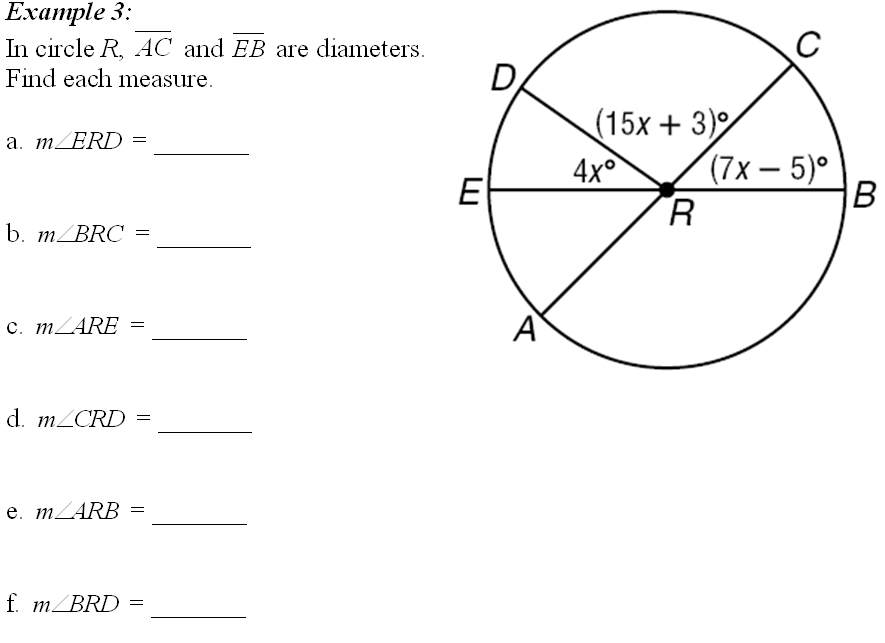 Example 3:
In circle R, AC and EB are diameters.
Find each measure.
a. m∠ERD = ________
b. m∠BRC = ________
c. m∠ARE = ________
d. m∠CRD = ________
e. m∠ARB = ________
f. m∠BRD = ________
C
D
(15x + 3)°
4x°
(7x – 5)°
E
B
R
A